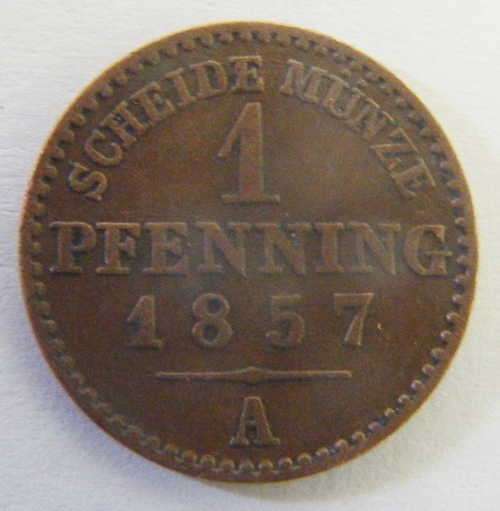 SCHEIDE MÜNZE
1
PFENNING
1857
A